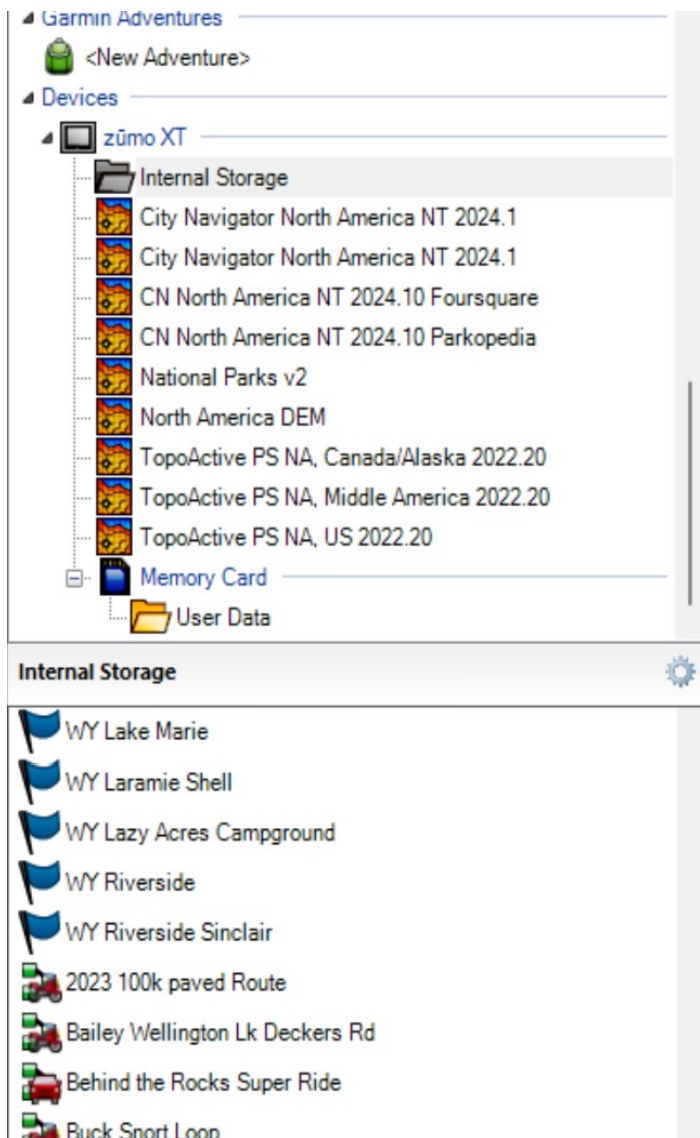 Garmin Adventures
<New Adventure>
Devices
zūmo XT
Internal Storage
City Navigator North America NT 2024.1
City Navigator North America NT 2024.1
CN North America NT 2024.10 Foursquare
CN North America NT 2024.10 Parkopedia
National Parks v2
North America DEM
TopoActive PS NA, Canada/Alaska 2022.20
TopoActive PS NA, Middle America 2022.20
TopoActive PS NA, US 2022.20
Memory Card
User Data
Internal Storage
WY Lake Marie
WY Laramie Shell
WY Lazy Acres Campground
WY Riverside
WY Riverside Sinclair
2023 100k paved Route
Bailey Wellington Lk Deckers Rd
Behind the Rocks Super Ride
Buck Snort Loop